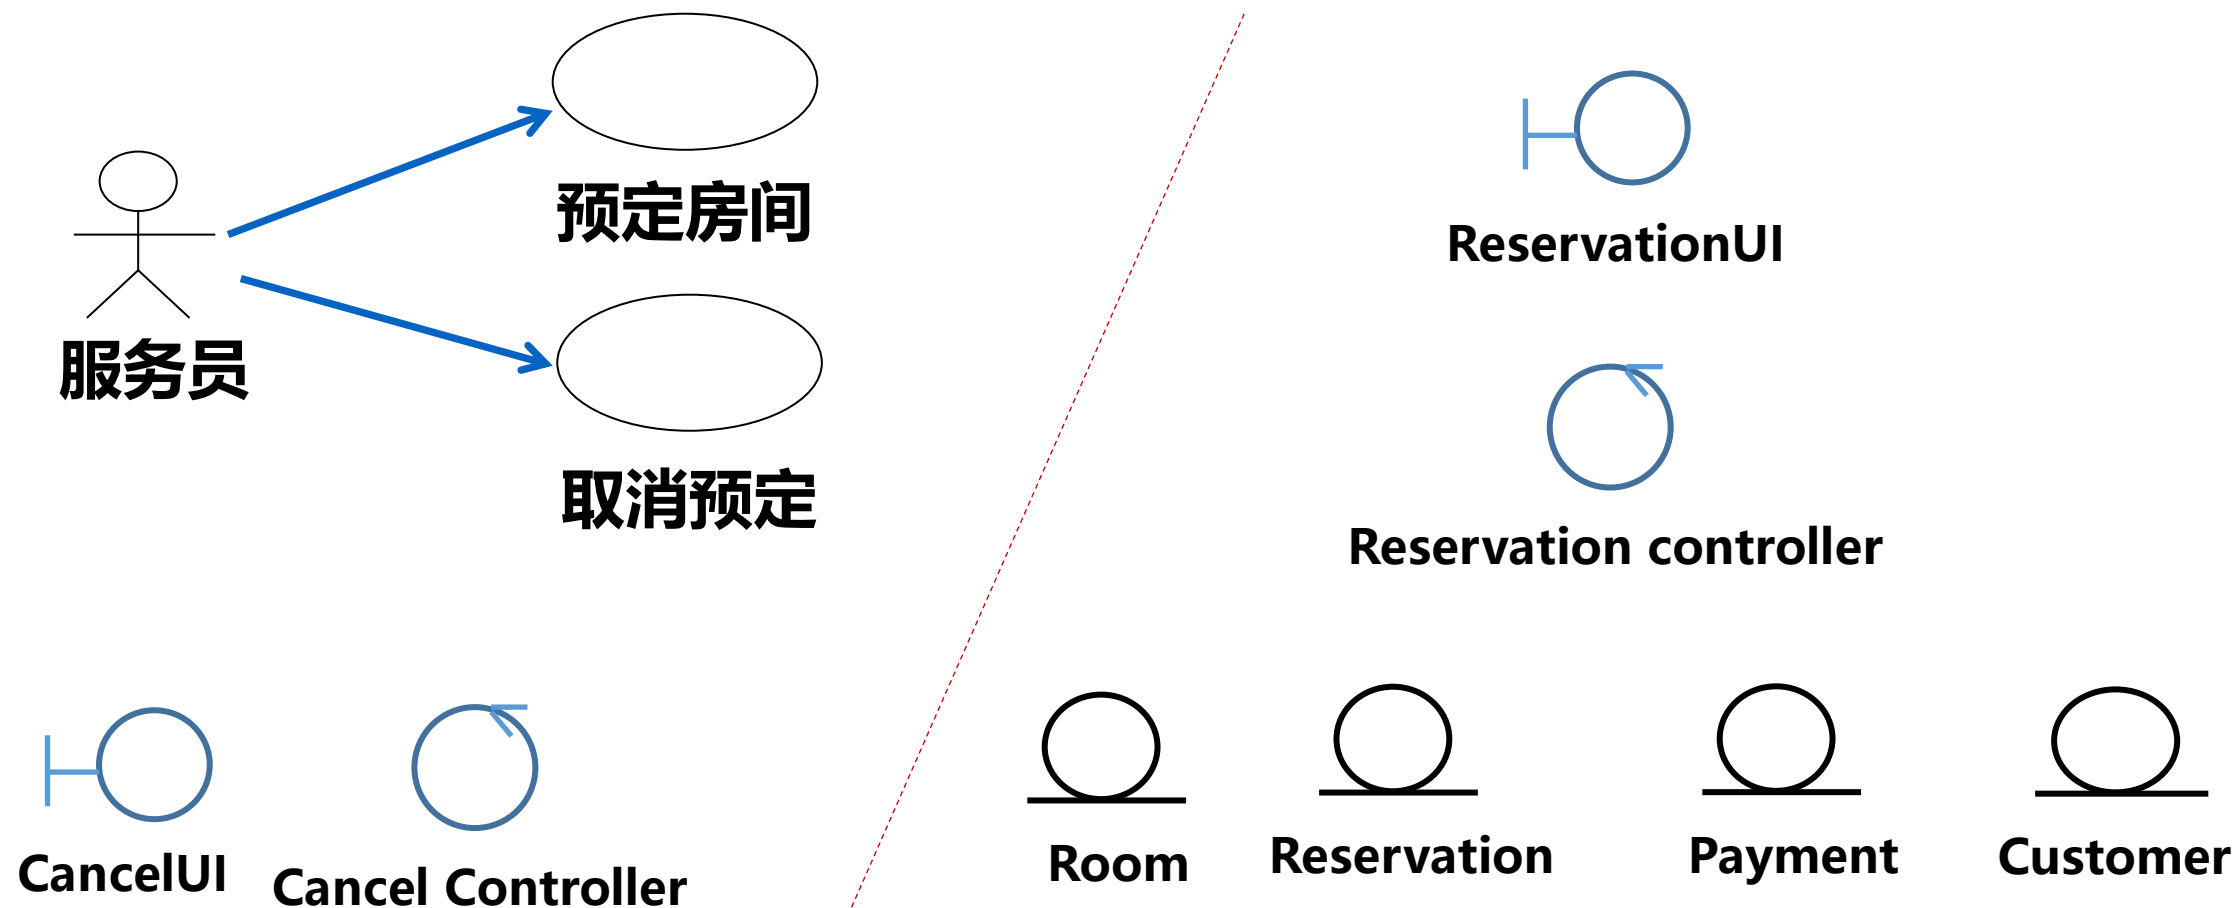 预定房间
服务员
取消预定
CancelUI
Cancel Controller
ReservationUI
Reservation controller
Room
Reservation
Payment
Customer